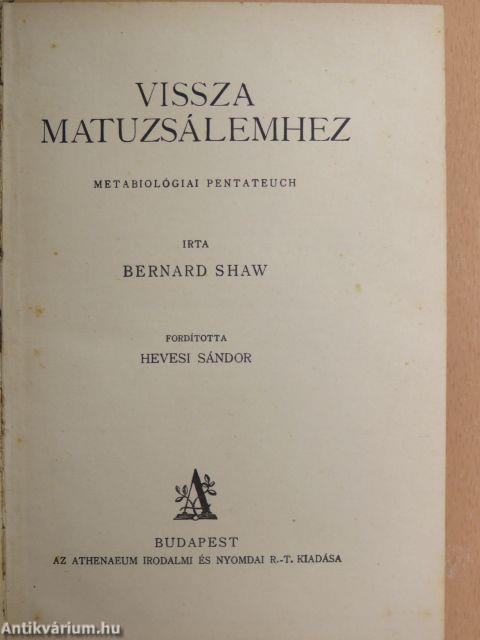 VISSZA
MATUZSÁLEMHEZ
METABIOLÓGIAI PENTATEUCH
IRTA
BERNARD SHAW
FORDÍTOTTA
HEVESI SÁNDOR
A
BUDAPEST
AZ ATHENAEUM IRODALMI ÉS NYOMDAI R.-T. KIADÁSA
Antikvárium.hu